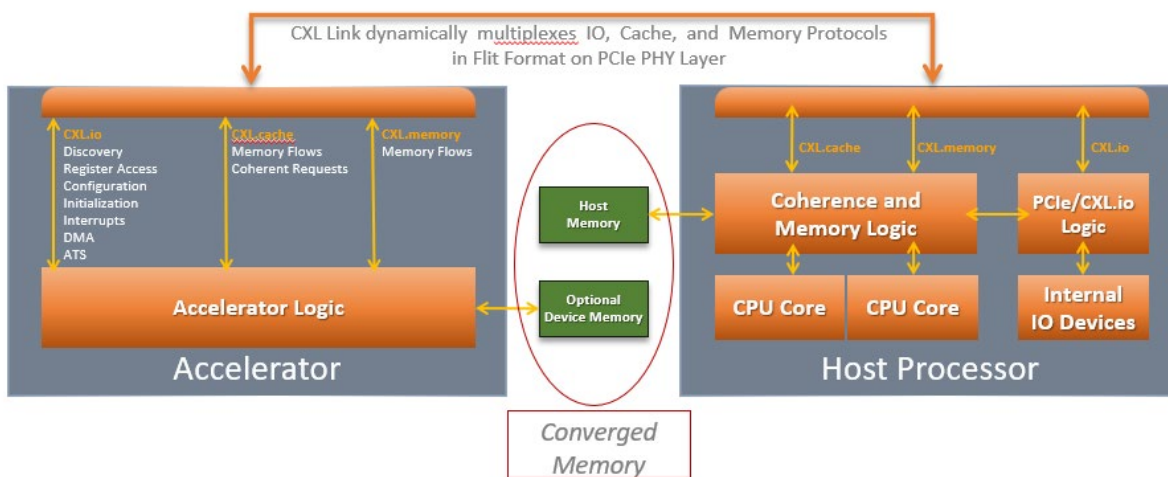 CXL Link dynamically multiplexes IO, Cache, and Memory Protocols
in Flit Format on PCIe PHY Layer
CXL.io
Discovery
Register Access
Configuration
Initialization
Interrupts
DMA
ATS
CXL.cache
Memory Flows
Coherent Requests
CXL.memory
Memory Flows
Accelerator Logic
Accelerator
Host
Memory
Optional
Device Memory
Converged
Memory
CXL.cache
CXL.memory
CXL.io
Coherence and
Memory Logic
PCIe/CXL.io
Logic
CPU Core
CPU Core
Internal
IO Devices
Host Processor